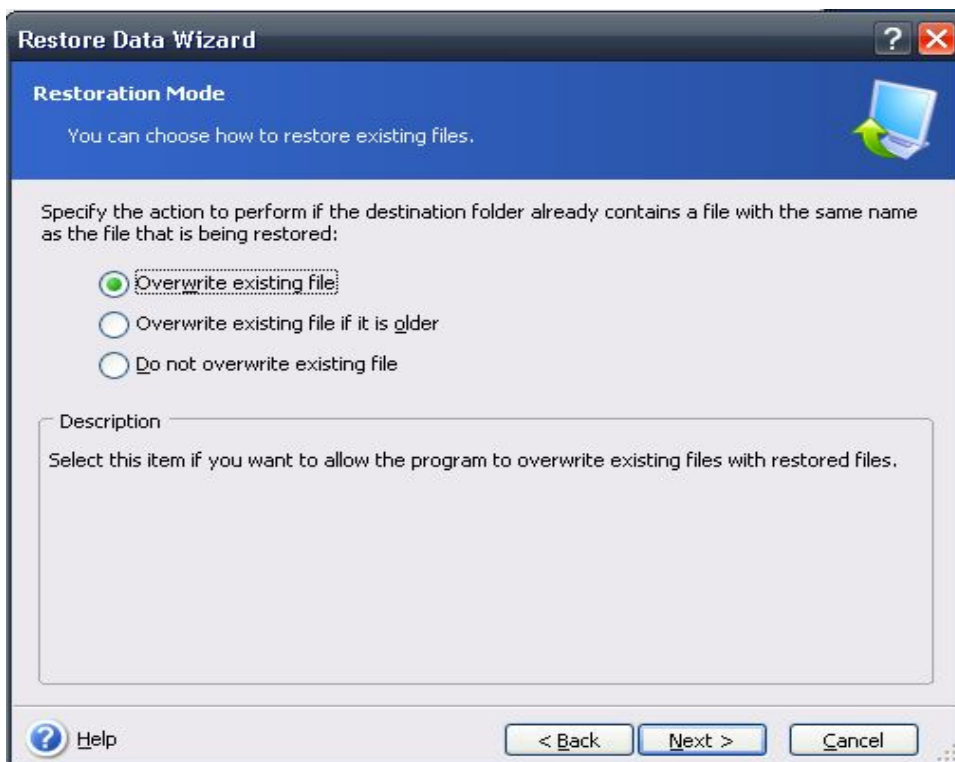 Restore Data Wizard
Restoration Mode
You can choose how to restore existing files.
Specify the action to perform if the destination folder already contains a file with the same name
as the file that is being restored:
Overwrite existing file
Overwrite existing file if it is older
Do not overwrite existing file
Description
Select this item if you want to allow the program to overwrite existing files with restored files.
Help
< Back
Next >
Cancel